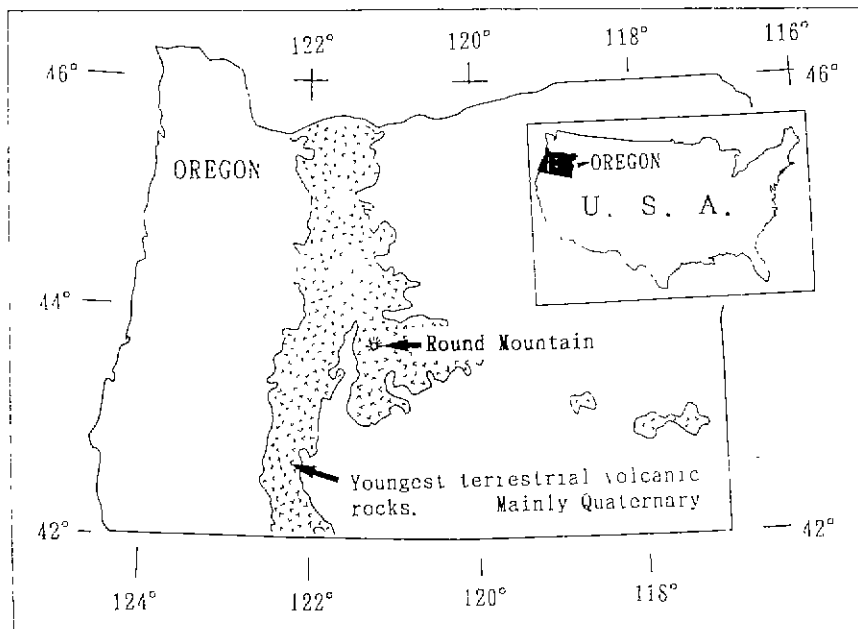 122° 120° 118° 116°
46° 46°
OREGON
OREGON
U. S. A.
44°
Round Mountain
Youngest terrestrial volcanic
rocks. Mainly Quaternary
42° 42°
124° 122° 120° 118°